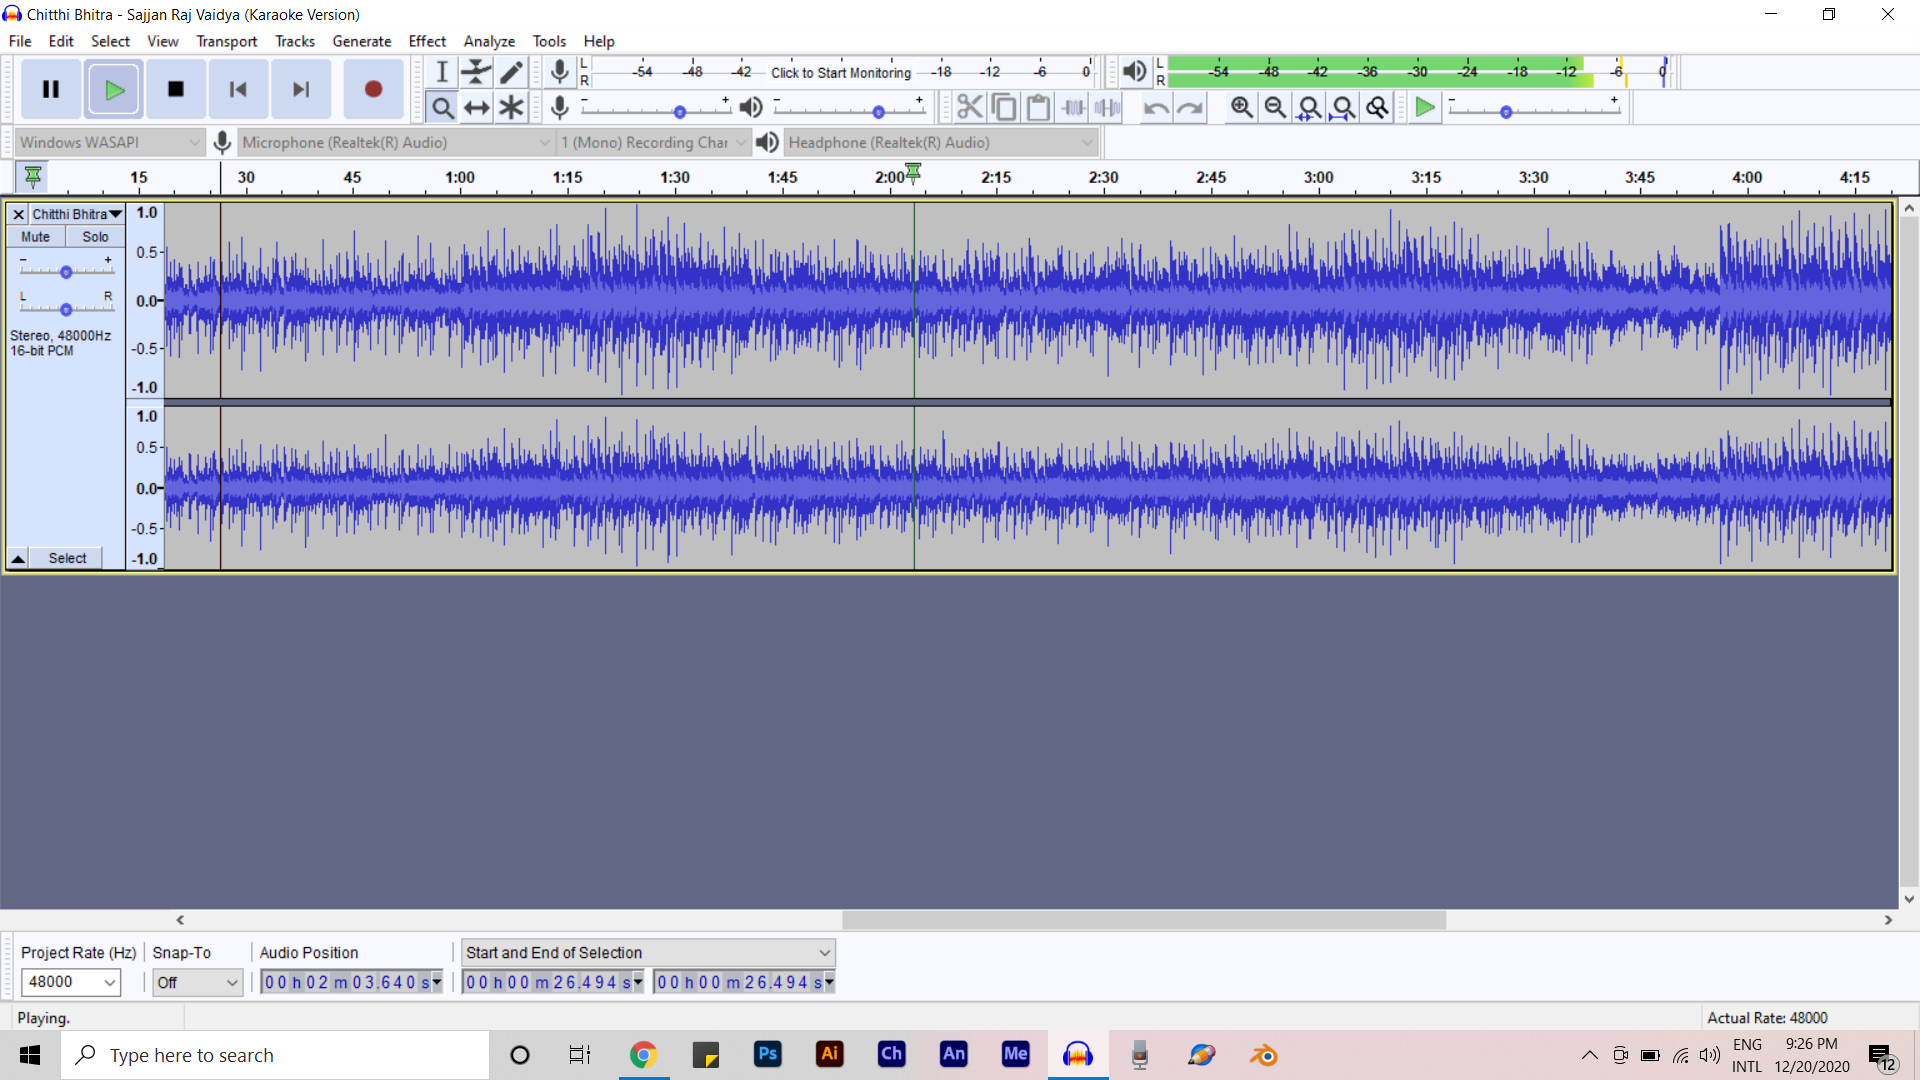 Chitthi Bhitra - Sajjan Raj Vaidya (Karaoke Version)
File Edit Select View Transport Tracks Generate Effect Analyze Tools Help
L R -54 -48 -42 Click to Start Monitoring -18 -12 -6 0 L R -54 -48 -42 -36 -30 -24 -18 -12 -6 0
- + - + - +
Windows WASAPI Microphone (Realtek(R) Audio) 1 (Mono) Recording Char Headphone (Realtek(R) Audio)
15 30 45 1:00 1:15 1:30 1:45 2:00 2:15 2:30 2:45 3:00 3:15 3:30 3:45 4:00 4:15
Chitthi Bhitra 1.0
Mute Solo
- + 0.5
L R 0.0
Stereo, 48000Hz
16-bit PCM -0.5
-1.0
1.0
0.5
0.0
-0.5
Select -1.0
Project Rate (Hz) Snap-To Audio Position Start and End of Selection
48000 Off 00 h 02 m 03.640 s 00 h 00 m 26.494 s 00 h 00 m 26.494 s
Playing. Actual Rate: 48000
Type here to search Ps Ai Ch An Me ENG 9:26 PM
INTL 12/20/2020 12